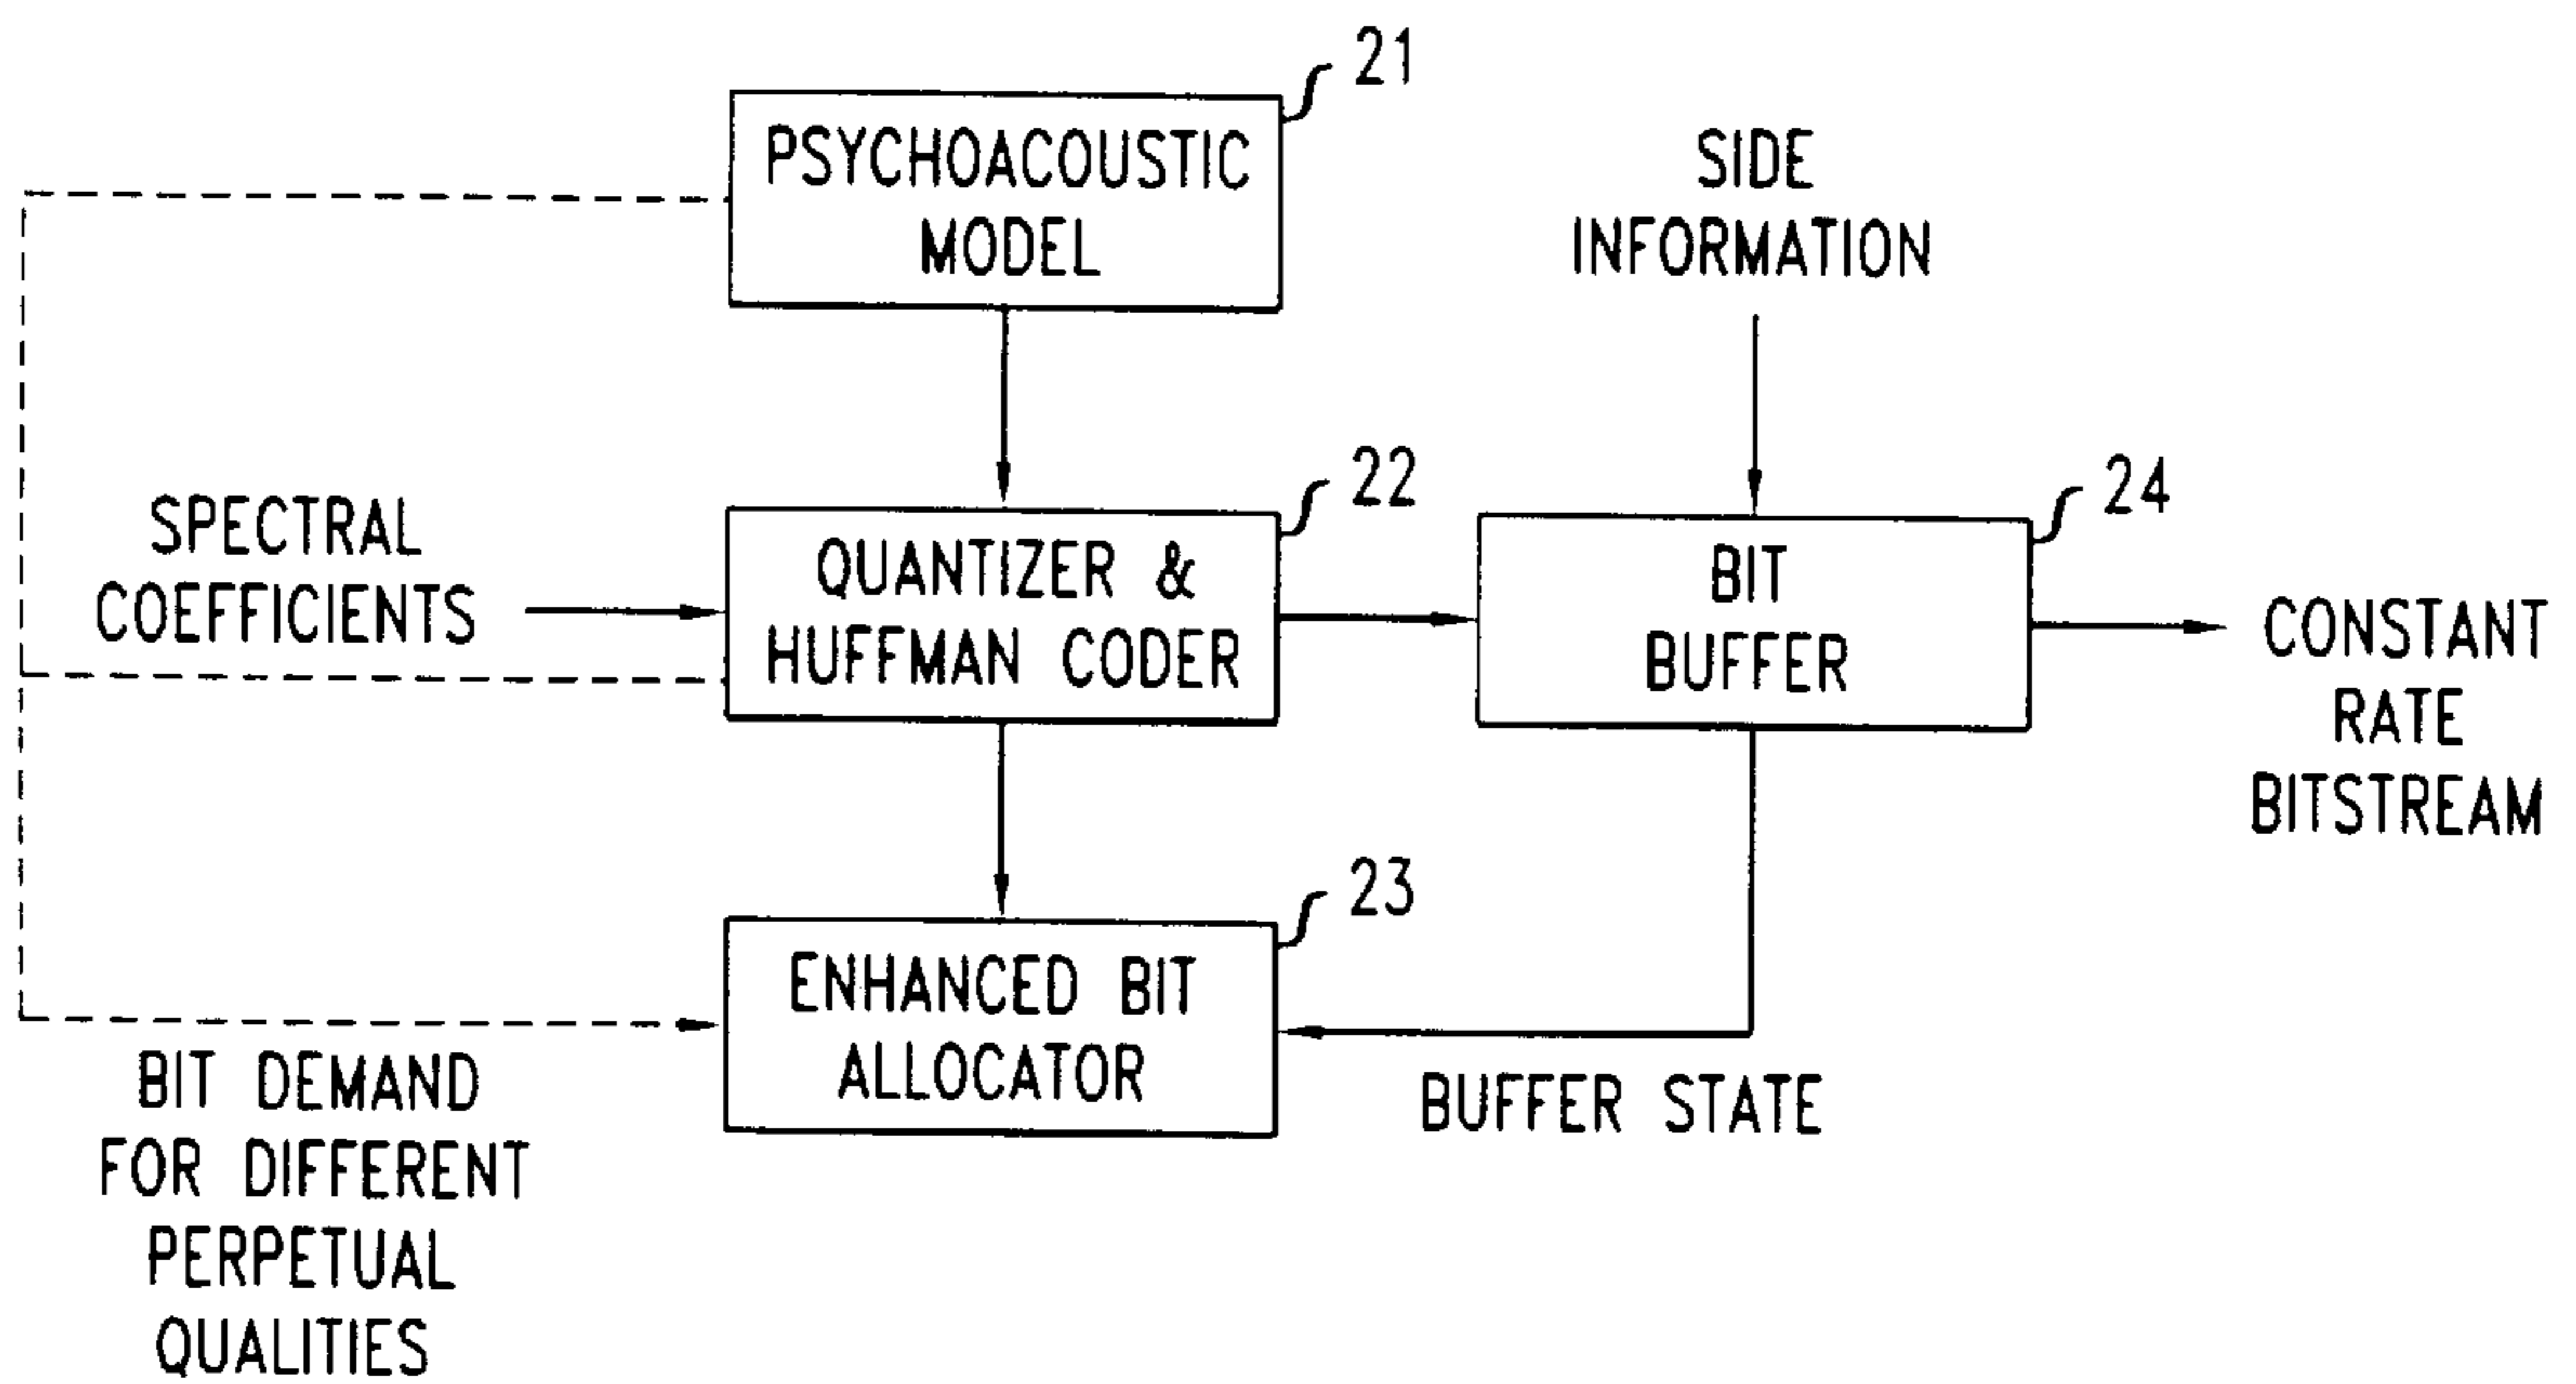 21
PSYCHOACOUSTIC
MODEL
SIDE
INFORMATION
SPECTRAL
COEFFICIENTS
22
QUANTIZER &
HUFFMAN CODER
24
BIT
BUFFER
CONSTANT
RATE
BITSTREAM
23
ENHANCED BIT
ALLOCATOR
BIT DEMAND
FOR DIFFERENT
PERPETUAL
QUALITIES
BUFFER STATE